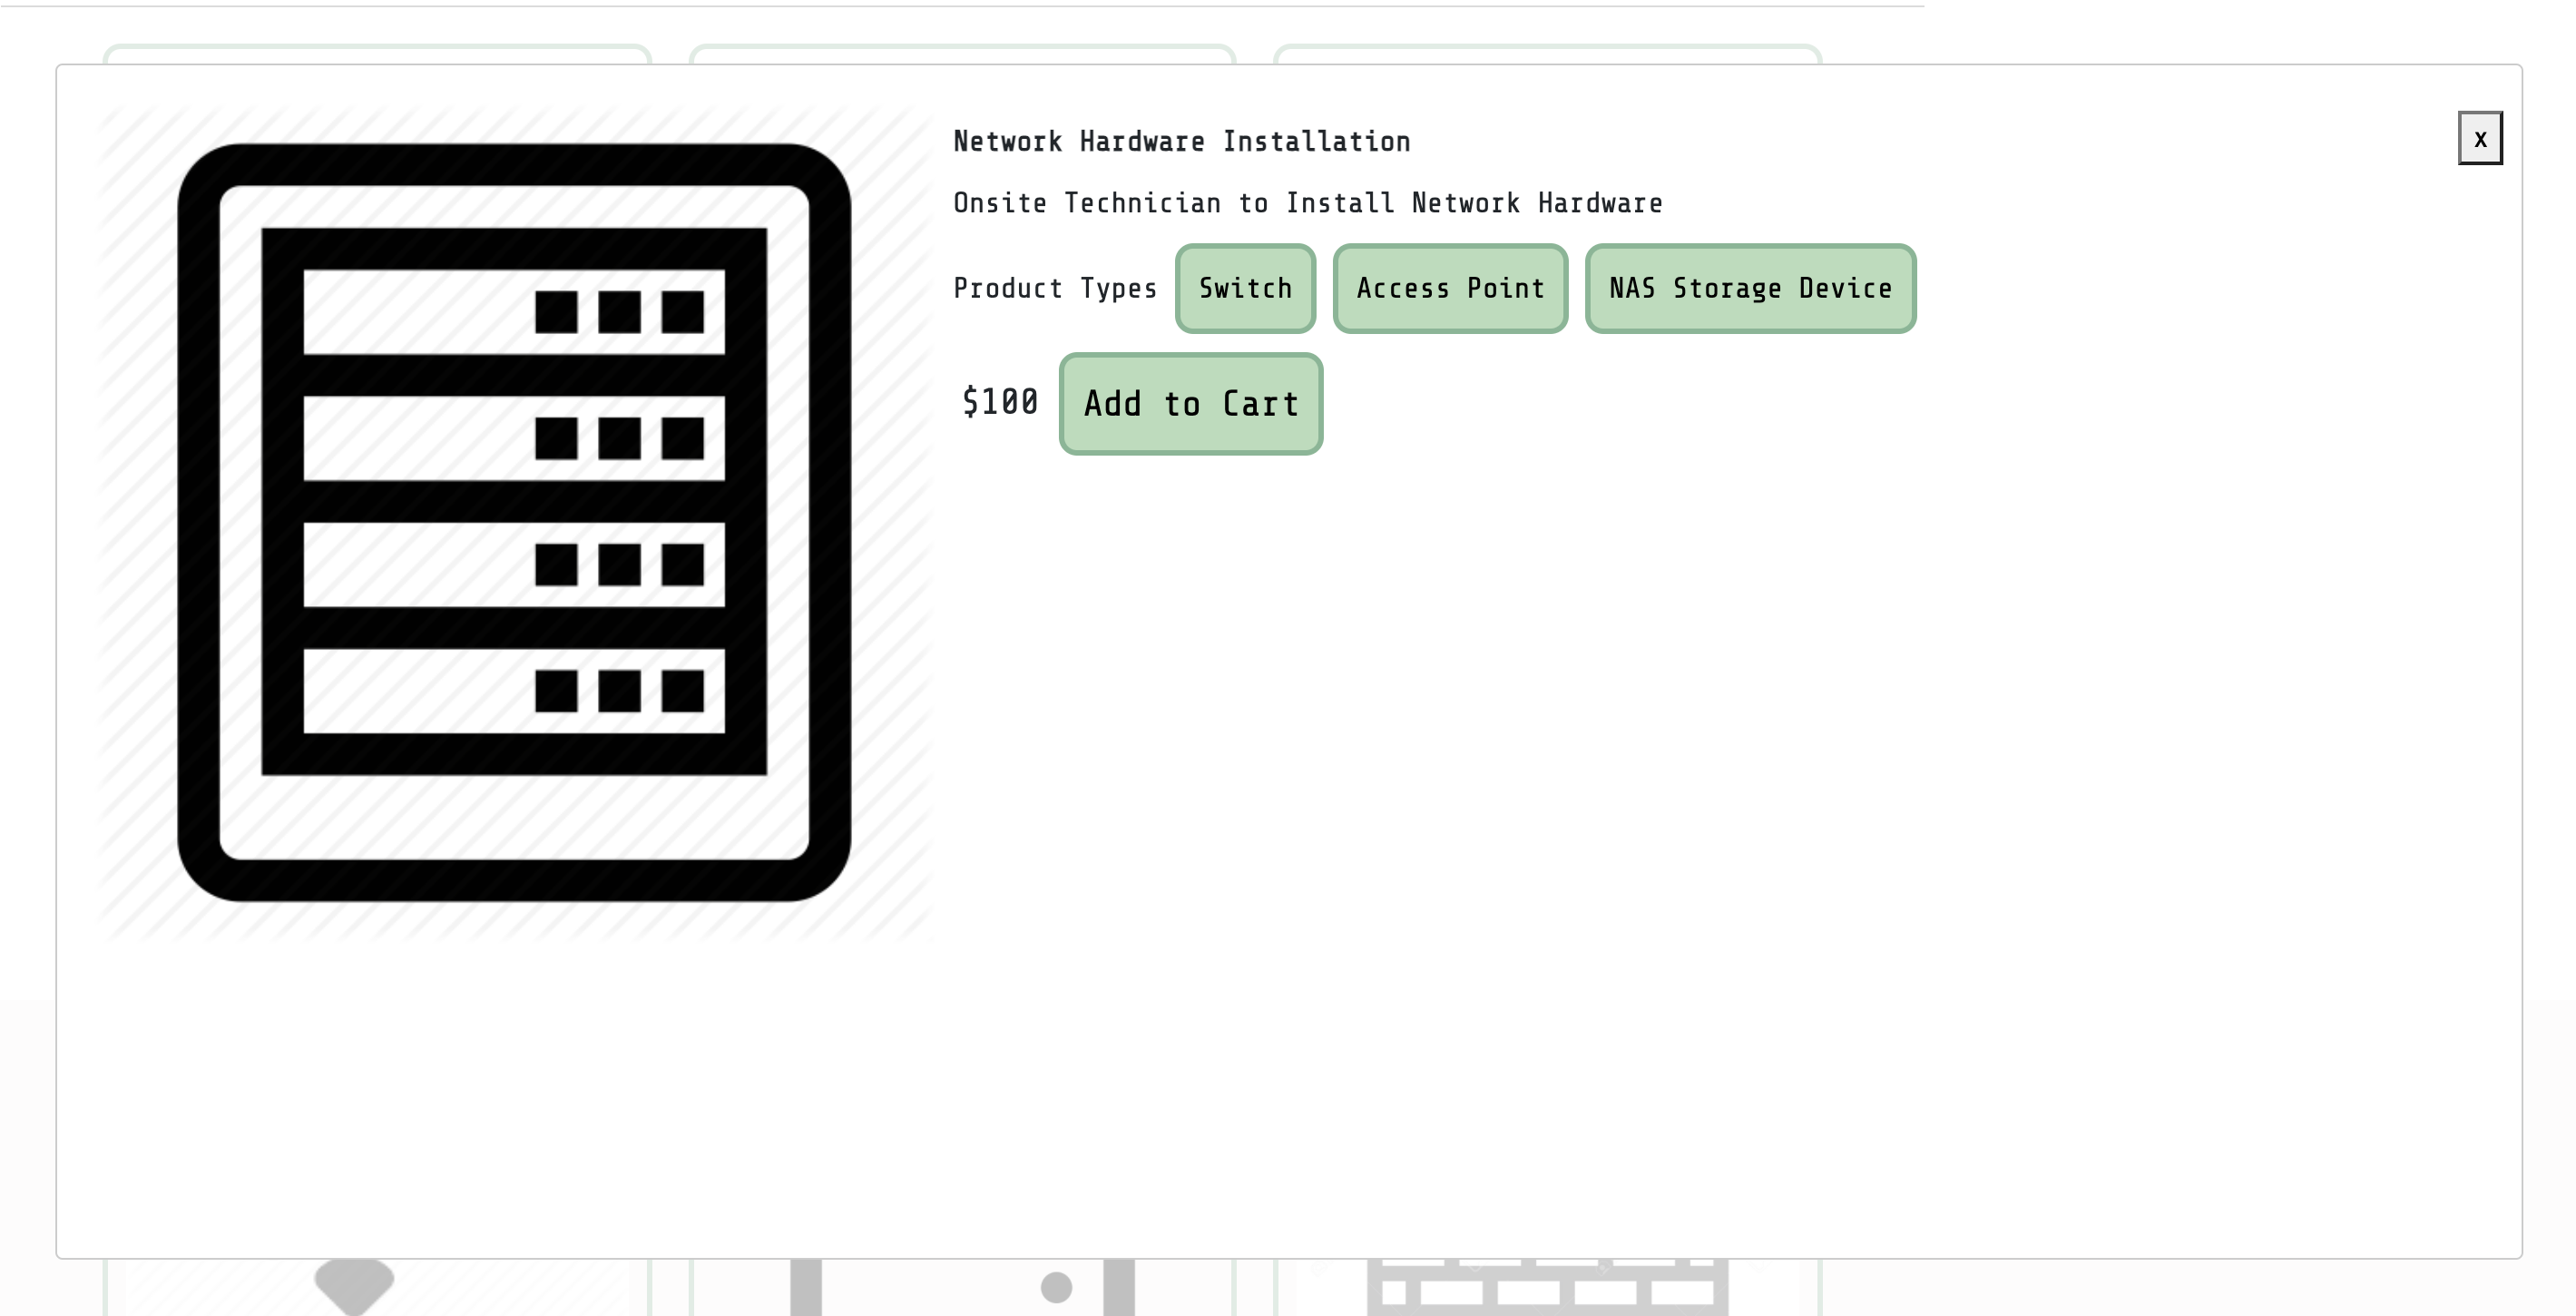 Network Hardware Installation
X
Onsite Technician to Install Network Hardware
Product Types Switch Access Point NAS Storage Device
$100 Add to Cart